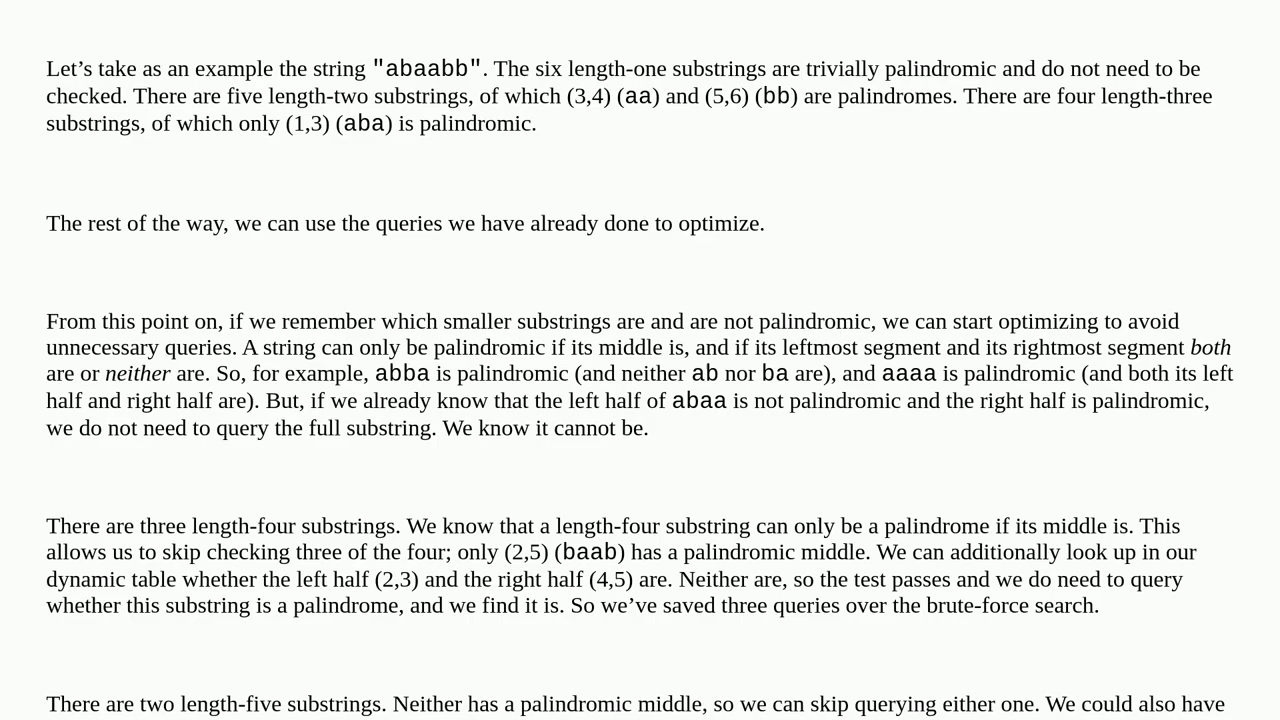 Let’s take as an example the string "abaabb". The six length-one substrings are trivially palindromic and do not need to be
checked. There are five length-two substrings, of which (3,4) (aa) and (5,6) (bb) are palindromes. There are four length-three
substrings, of which only (1,3) (aba) is palindromic.
The rest of the way, we can use the queries we have already done to optimize.
From this point on, if we remember which smaller substrings are and are not palindromic, we can start optimizing to avoid
unnecessary queries. A string can only be palindromic if its middle is, and if its leftmost segment and its rightmost segment both
are or neither are. So, for example, abba is palindromic (and neither ab nor ba are), and aaaa is palindromic (and both its left
half and right half are). But, if we already know that the left half of abaa is not palindromic and the right half is palindromic,
we do not need to query the full substring. We know it cannot be.
There are three length-four substrings. We know that a length-four substring can only be a palindrome if its middle is. This
allows us to skip checking three of the four; only (2,5) (baab) has a palindromic middle. We can additionally look up in our
dynamic table whether the left half (2,3) and the right half (4,5) are. Neither are, so the test passes and we do need to query
whether this substring is a palindrome, and we find it is. So we’ve saved three queries over the brute-force search.
There are two length-five substrings. Neither has a palindromic middle, so we can skip querying either one. We could also have